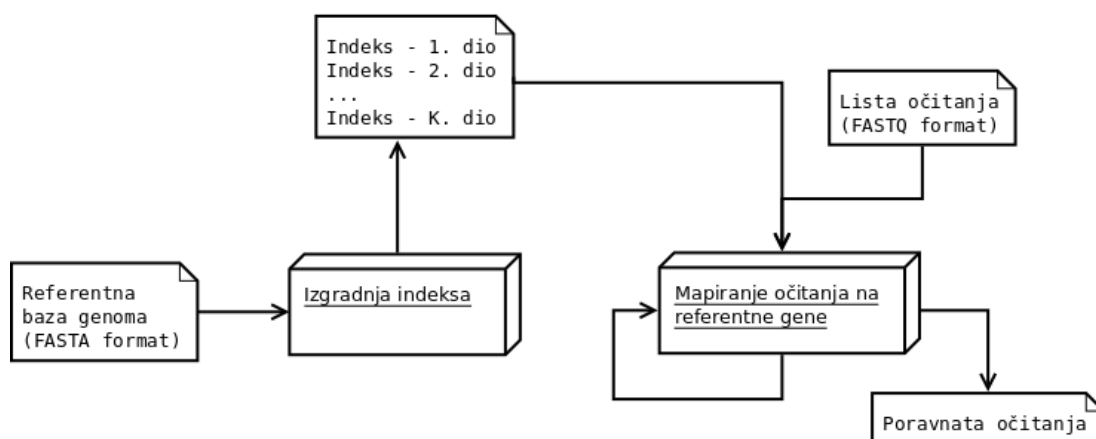 Indeks - 1. dio
Indeks - 2. dio
...
Indeks - K. dio
Lista očitanja
(FASTQ format)
Referentna
baza genoma
(FASTA format)
Izgradnja indeksa
Mapiranje očitanja na
referentne gene
Poravnata očitanja